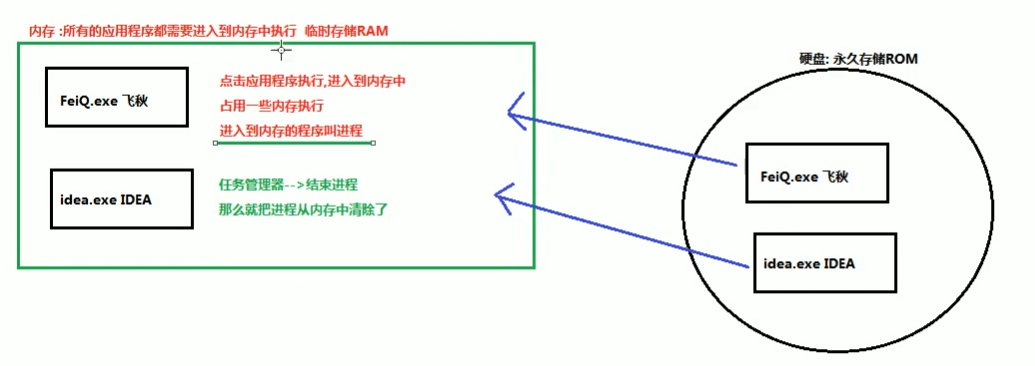 内存 :所有的应用程序都需要进入到内存中执行 临时存储RAM
硬盘: 永久存储ROM
FeiQ.exe 飞秋
点击应用程序执行,进入到内存中
占用一些内存执行
进入到内存的程序叫进程
idea.exe IDEA
任务管理器-->结束进程
那么就把进程从内存中清除了
FeiQ.exe 飞秋
idea.exe IDEA